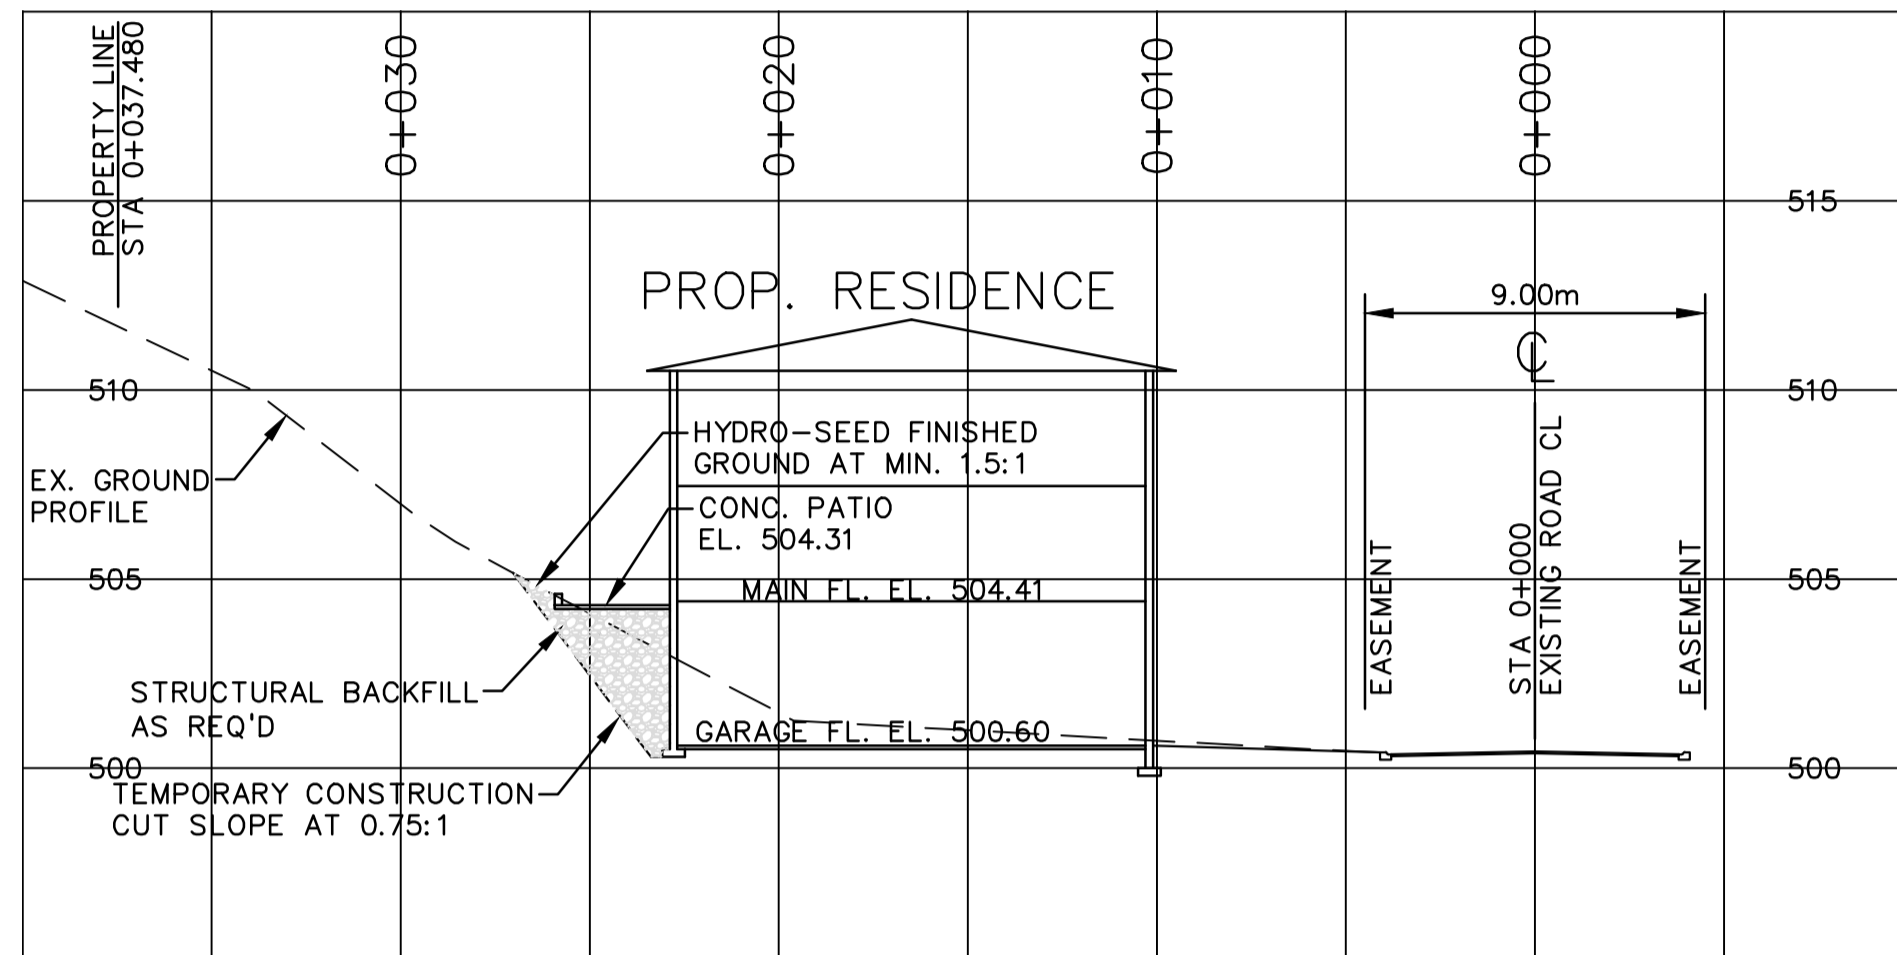 PROPERTY LINE
STA 0+037.480
0+030
0+020
0+010
0+000
515
PROP. RESIDENCE
9.00m
CL
510
510
HYDRO-SEED FINISHED
GROUND AT MIN. 1.5:1
EX. GROUND
PROFILE
CONC. PATIO
EL. 504.31
505
MAIN FL. EL. 504.41
505
EASEMENT
STA 0+000
EXISTING ROAD CL
EASEMENT
STRUCTURAL BACKFILL
AS REQ'D
GARAGE FL. EL. 500.60
500
500
TEMPORARY CONSTRUCTION
CUT SLOPE AT 0.75:1